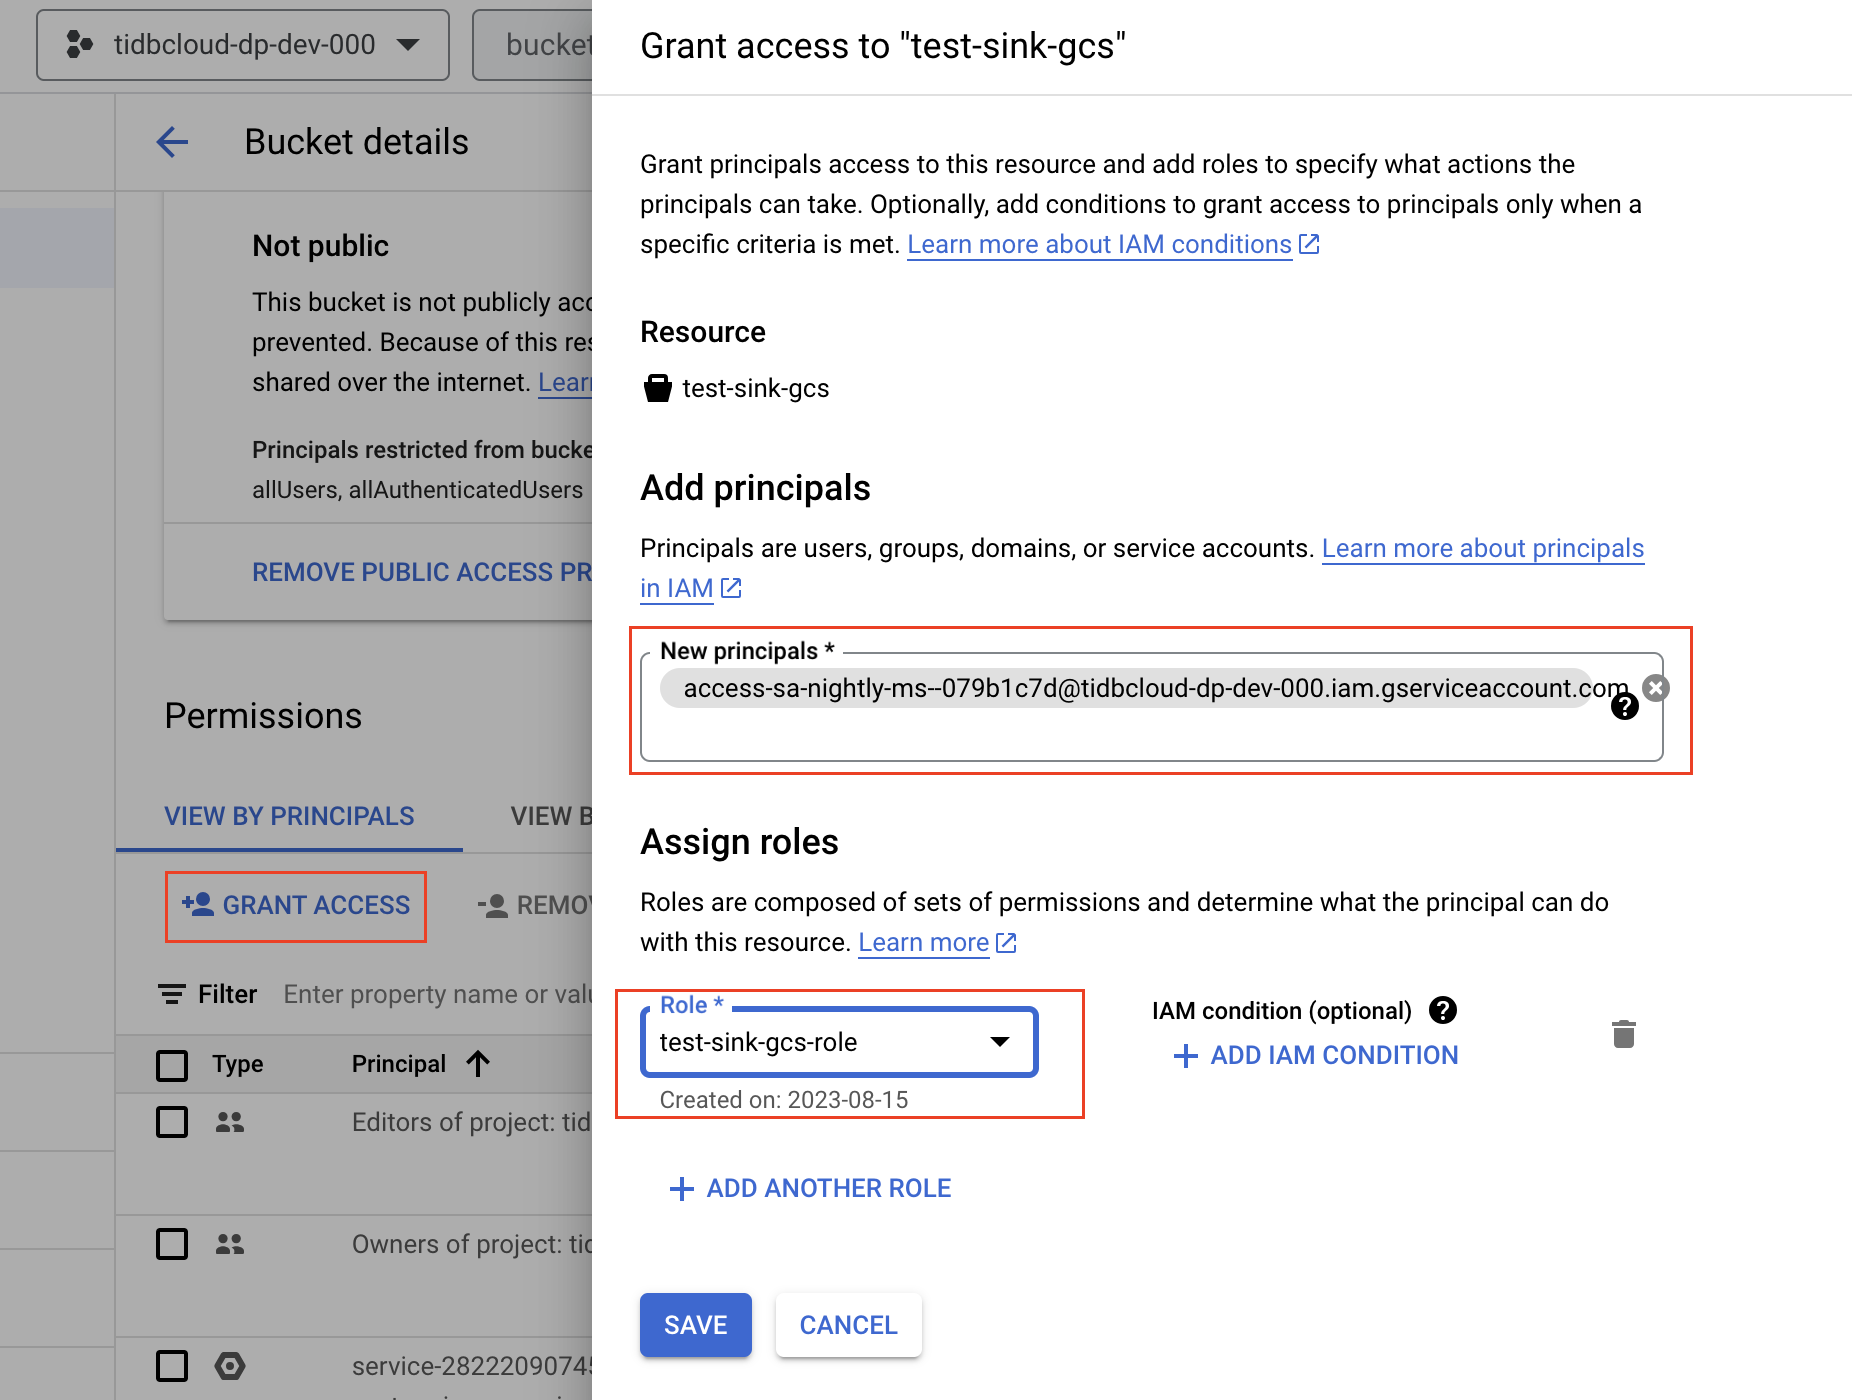 tidbcloud-dp-dev-000
bucket
Bucket details
Not public
This bucket is not publicly acc
prevented. Because of this res
shared over the internet. Learn
Principals restricted from bucke
allUsers, allAuthenticatedUsers
REMOVE PUBLIC ACCESS PR
Permissions
VIEW BY PRINCIPALS
VIEW B
GRANT ACCESS
REMOV
Filter Enter property name or valu
Type Principal
Editors of project: tid
Owners of project: tid
service-28222090745
Grant access to "test-sink-gcs"
Grant principals access to this resource and add roles to specify what actions the
principals can take. Optionally, add conditions to grant access to principals only when a
specific criteria is met. Learn more about IAM conditions
Resource
test-sink-gcs
Add principals
Principals are users, groups, domains, or service accounts. Learn more about principals
in IAM
New principals *
access-sa-nightly-ms--079b1c7d@tidbcloud-dp-dev-000.iam.gserviceaccount.com
Assign roles
Roles are composed of sets of permissions and determine what the principal can do
with this resource. Learn more
Role *
test-sink-gcs-role
Created on: 2023-08-15
IAM condition (optional)
ADD IAM CONDITION
ADD ANOTHER ROLE
SAVE
CANCEL